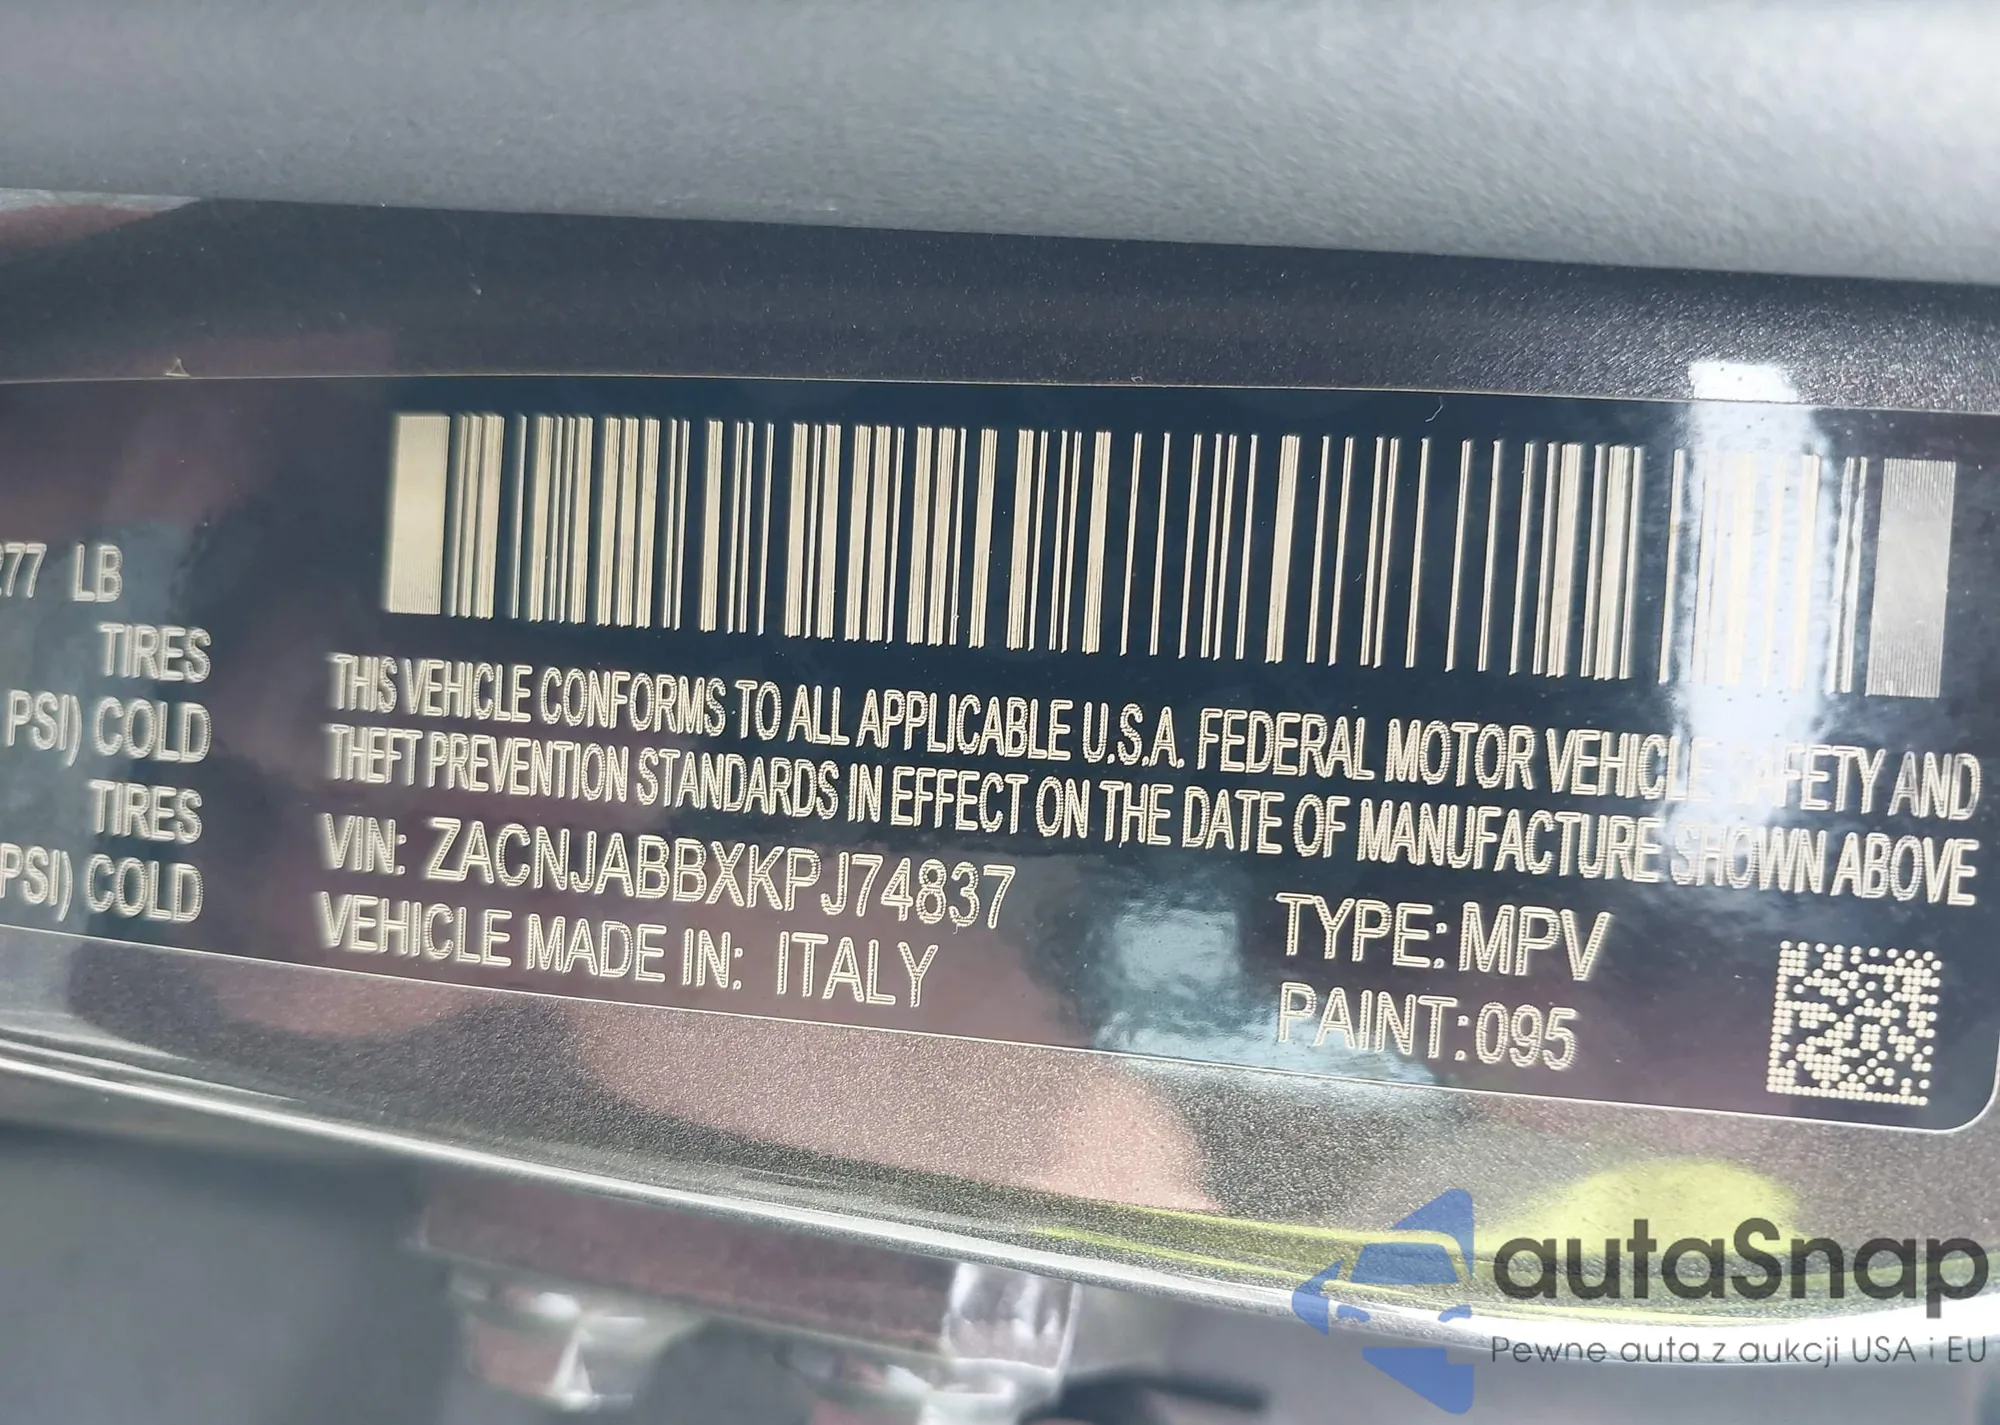 277 LB
TIRES
PSI) COLD
TIRES
PSI) COLD
THIS VEHICLE CONFORMS TO ALL APPLICABLE U.S.A. FEDERAL MOTOR VEHICLE SAFETY AND
THEFT PREVENTION STANDARDS IN EFFECT ON THE DATE OF MANUFACTURE SHOWN ABOVE
VIN: ZACNJABBXKPJ74837
TYPE: MPV
VEHICLE MADE IN: ITALY
PAINT: 095
autaSnap
Pewne auta z aukcji USA i EU